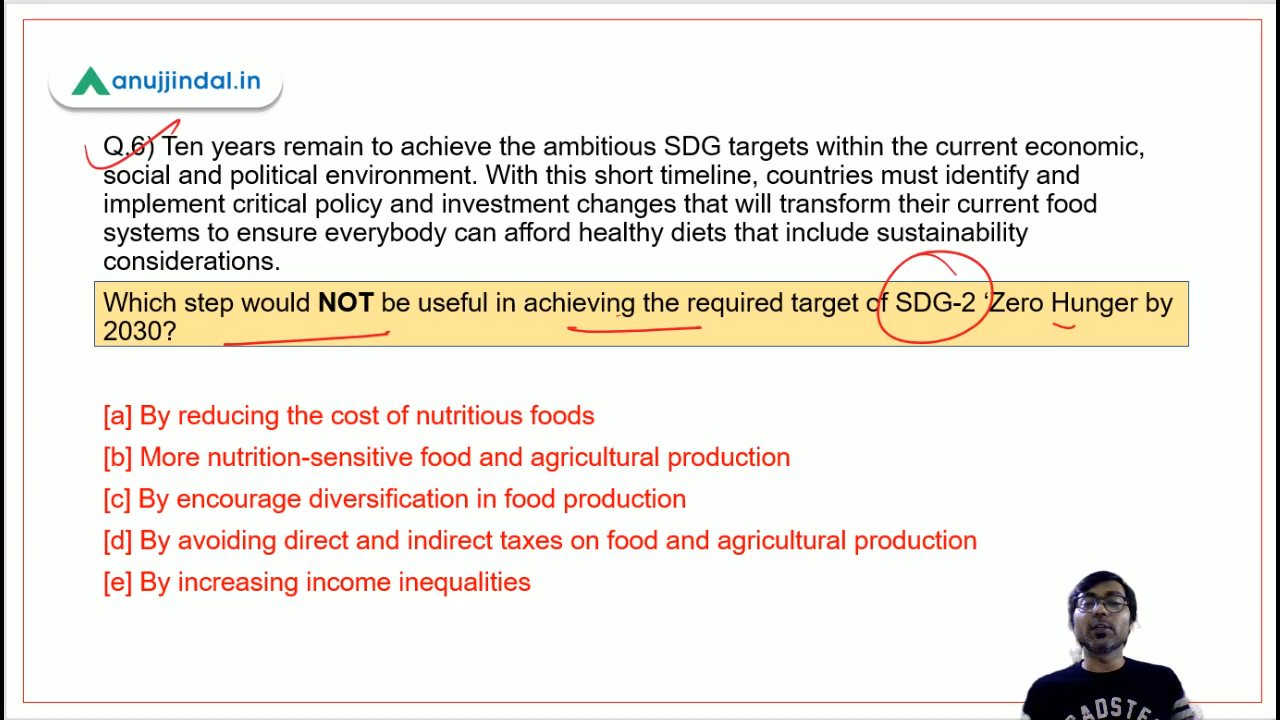 anujjindal.in
Q.6) Ten years remain to achieve the ambitious SDG targets within the current economic,
social and political environment. With this short timeline, countries must identify and
implement critical policy and investment changes that will transform their current food
systems to ensure everybody can afford healthy diets that include sustainability
considerations.
Which step would NOT be useful in achieving the required target of SDG-2 ‘Zero Hunger by
2030?
[a] By reducing the cost of nutritious foods
[b] More nutrition-sensitive food and agricultural production
[c] By encourage diversification in food production
[d] By avoiding direct and indirect taxes on food and agricultural production
[e] By increasing income inequalities